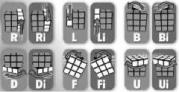 R Ri L Li B Bi
D Di F Fi U Ui